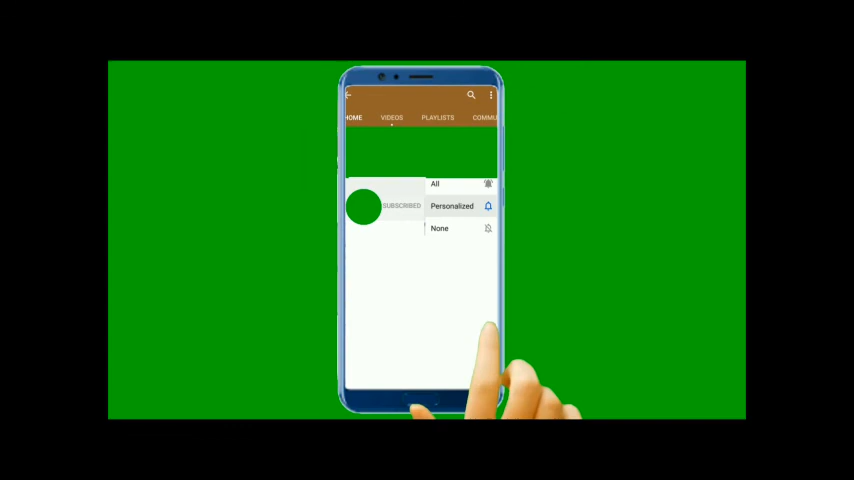 HOME VIDEOS PLAYLISTS COMMU
All
SUBSCRIBED Personalized
None